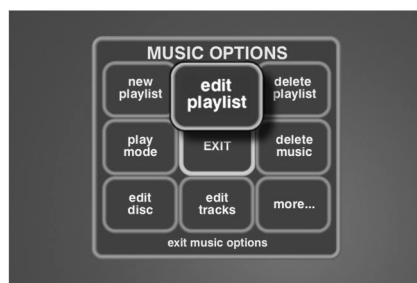 MUSIC OPTIONS
new
playlist
edit
playlist
delete
playlist
play
mode
EXIT
delete
music
edit
disc
edit
tracks
more...
exit music options